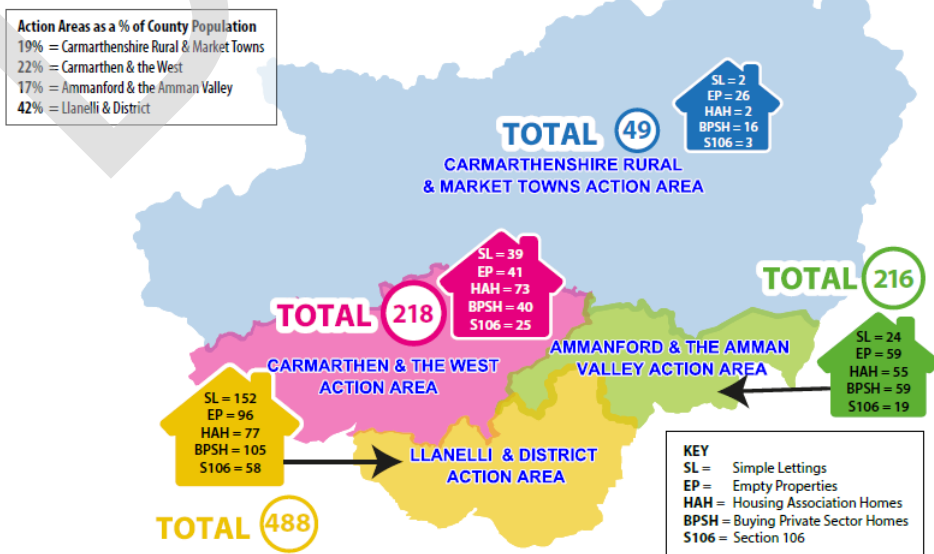 Action Areas as a % of County Population
19% = Carmarthenshire Rural & Market Towns
22% = Carmarthen & the West
17% = Ammanford & the Amman Valley
42% = Llanelli & District
SL = 2
EP = 26
HAH = 2
BPSH = 16
S106 = 3
TOTAL 49
CARMARTHENSHIRE RURAL
& MARKET TOWNS ACTION AREA
SL = 39
EP = 41
HAH = 73
BPSH = 40
S106 = 25
TOTAL 218
CARMARTHEN & THE WEST
ACTION AREA
TOTAL 216
SL = 24
EP = 59
HAH = 55
BPSH = 59
S106 = 19
AMMANFORD & THE AMMAN
VALLEY ACTION AREA
SL = 152
EP = 96
HAH = 77
BPSH = 105
S106 = 58
LLANELLI & DISTRICT
ACTION AREA
TOTAL 488
KEY
SL = Simple Lettings
EP = Empty Properties
HAH = Housing Association Homes
BPSH = Buying Private Sector Homes
S106 = Section 106